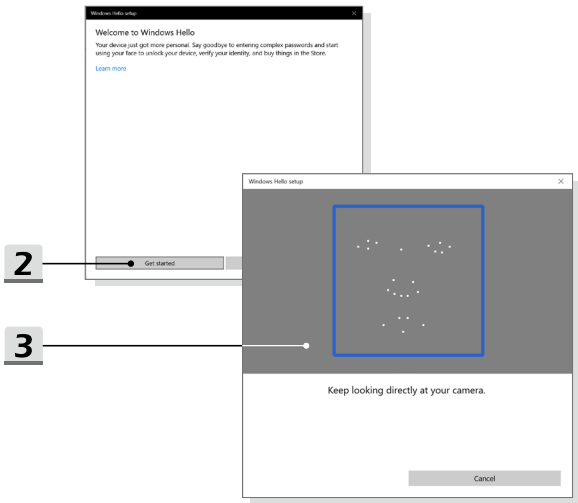 Windows Hello setup
Welcome to Windows Hello
Your device just got more personal. Say goodbye to entering complex passwords and start
using your face to unlock your device, verify your identity, and buy things in the Store.
Learn more
2
Get started
Windows Hello setup
3
Keep looking directly at your camera.
Cancel